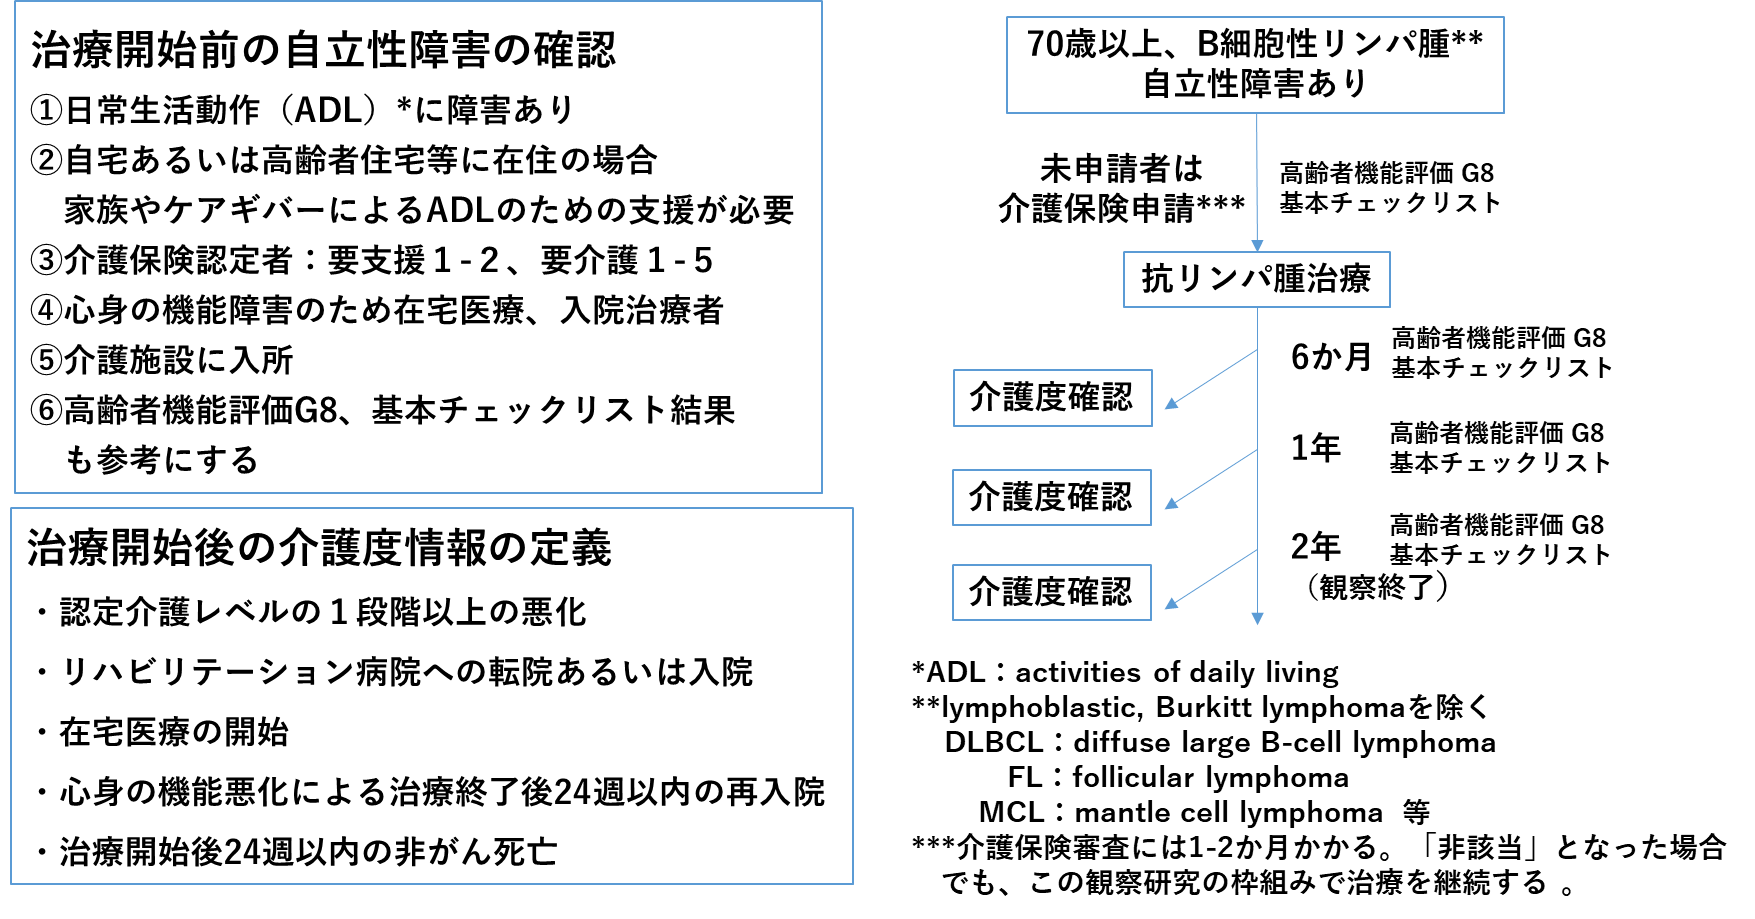 治療開始前の自立性障害の確認
①日常生活動作（ADL）*に障害あり
②自宅あるいは高齢者住宅等に在住の場合
家族やケアギバーによるADLのための支援が必要
③介護保険認定者：要支援１-２、要介護１-５
④心身の機能障害のため在宅医療、入院治療者
⑤介護施設に入所
⑥高齢者機能評価G8、基本チェックリスト結果
も参考にする
治療開始後の介護度情報の定義
・認定介護レベルの１段階以上の悪化
・リハビリテーション病院への転院あるいは入院
・在宅医療の開始
・心身の機能悪化による治療終了後24週以内の再入院
・治療開始後24週以内の非がん死亡
70歳以上、B細胞性リンパ腫**
自立性障害あり
未申請者は
介護保険申請***
高齢者機能評価 G8
基本チェックリスト
抗リンパ腫治療
6か月
高齢者機能評価 G8
基本チェックリスト
介護度確認
1年
高齢者機能評価 G8
基本チェックリスト
介護度確認
2年
（観察終了）
高齢者機能評価 G8
基本チェックリスト
介護度確認
*ADL：activities of daily living
**lymphoblastic, Burkitt lymphomaを除く
DLBCL：diffuse large B-cell lymphoma
FL：follicular lymphoma
MCL：mantle cell lymphoma 等
***介護保険審査には1-2か月かかる。「非該当」となった場合
でも、この観察研究の枠組みで治療を継続する 。